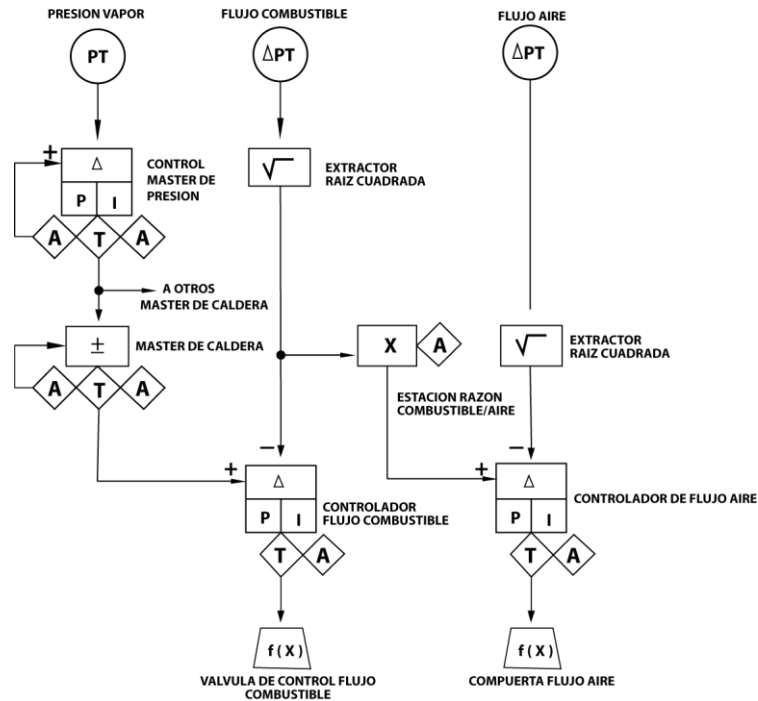 PRESION VAPOR
FLUJO COMBUSTIBLE
FLUJO AIRE
PT
ΔPT
ΔPT
+
Δ
P I
CONTROL
MASTER DE
PRESION
√
EXTRACTOR
RAIZ CUADRADA
A T A
A OTROS
MASTER DE CALDERA
±
MASTER DE CALDERA
A T A
X A
ESTACION RAZON
COMBUSTIBLE/AIRE
√
EXTRACTOR
RAIZ CUADRADA
+
−
Δ
P I
CONTROLADOR
FLUJO COMBUSTIBLE
T A
+
−
Δ
P I
CONTROLADOR DE FLUJO AIRE
T A
f ( X )
VALVULA DE CONTROL FLUJO
COMBUSTIBLE
f ( X )
COMPUERTA FLUJO AIRE